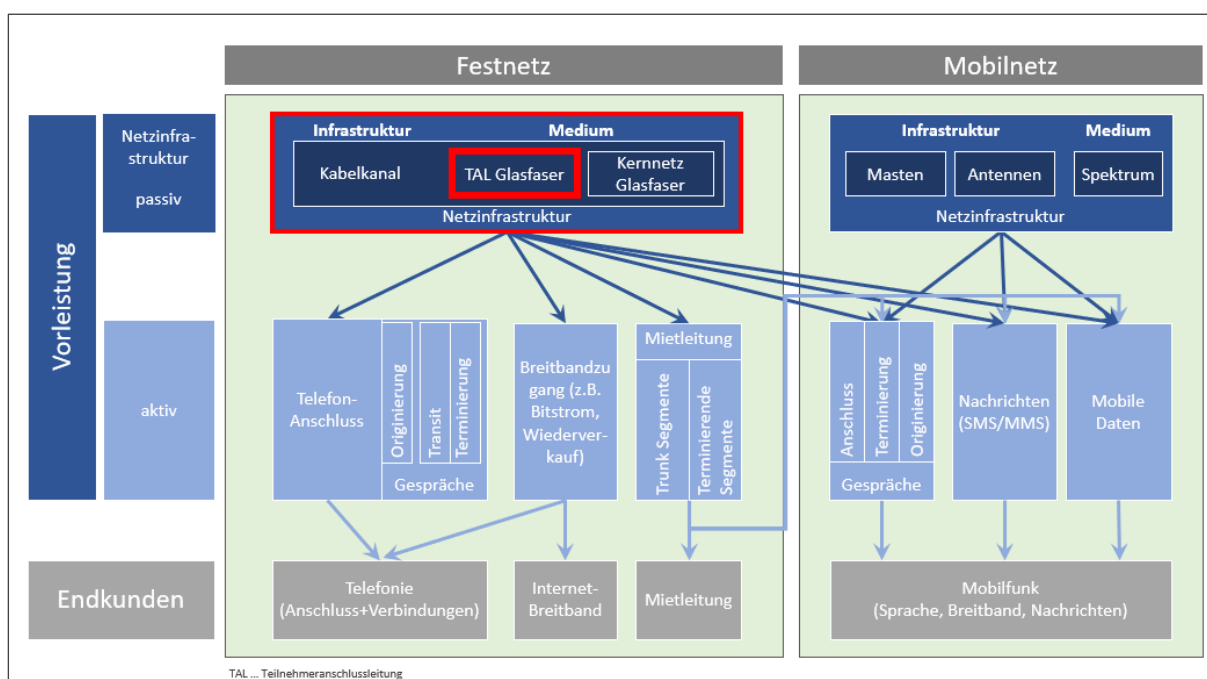 Festnetz
Mobilnetz
Vorleistung
Netzinfra-
struktur
passiv
Infrastruktur
Medium
Kabelkanal
TAL Glasfaser
Kernnetz
Glasfaser
Netzinfrastruktur
Infrastruktur
Medium
Masten
Antennen
Spektrum
Netzinfrastruktur
aktiv
Telefon-
Anschluss
Originierung
Transit
Terminierung
Gespräche
Breitbandzu
gang (z.B.
Bitstrom,
Wiederver-
kauf)
Mietleitung
Trunk Segmente
Terminierende
Segmente
Anschluss
Terminierung
Originierung
Gespräche
Nachrichten
(SMS/MMS)
Mobile
Daten
Endkunden
Telefonie
(Anschluss+Verbindungen)
Internet-
Breitband
Mietleitung
Mobilfunk
(Sprache, Breitband, Nachrichten)
TAL ... Teilnehmeranschlussleitung